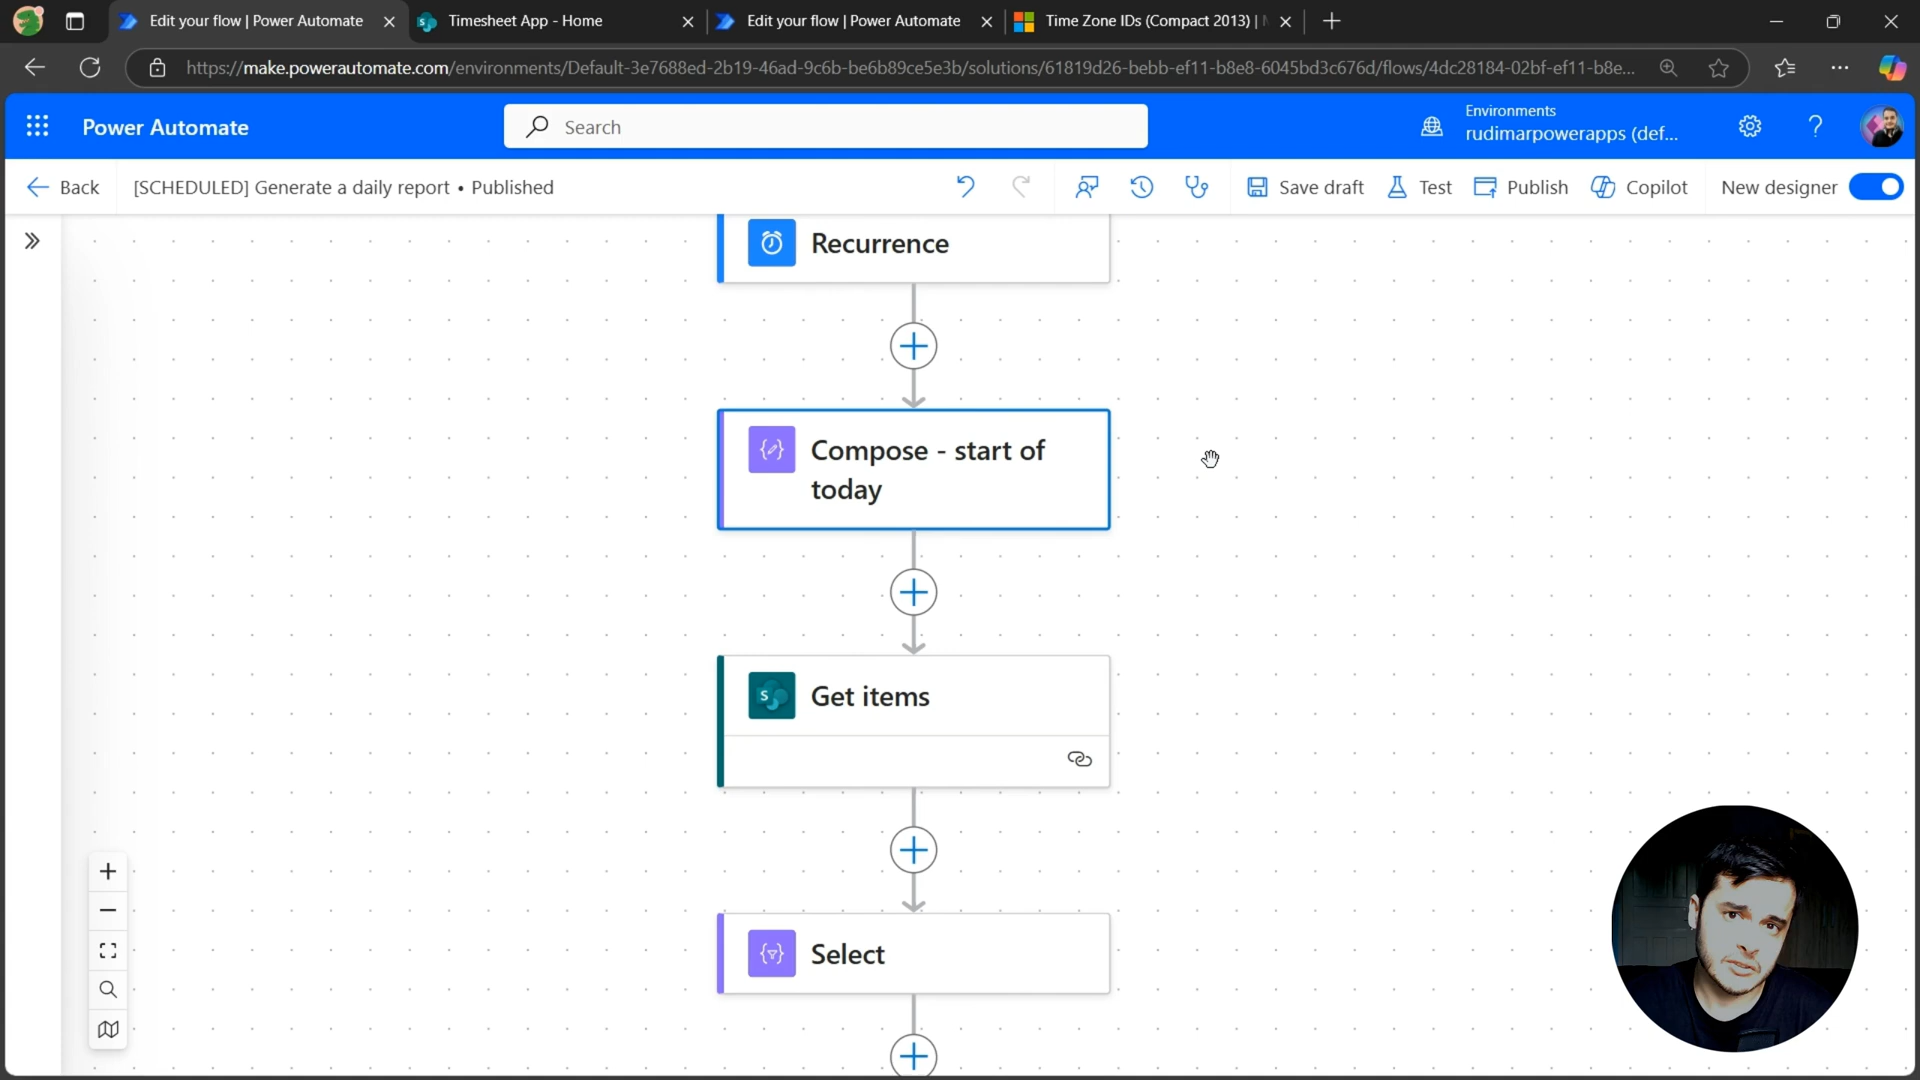 Edit your flow | Power Automate
Timesheet App - Home
Edit your flow | Power Automate
Time Zone IDs (Compact 2013) |
https://make.powerautomate.com/environments/Default-3e7688ed-2b19-46ad-9c6b-be6b89ce5e3b/solutions/61819d26-bebb-ef11-b8e8-6045bd3c676d/flows/4dc28184-02bf-ef11-b8e...
Power Automate
Search
Environments
rudimarpowerapps (def...
Back
[SCHEDULED] Generate a daily report • Published
Save draft
Test
Publish
Copilot
New designer
Recurrence
Compose - start of
today
Get items
Select